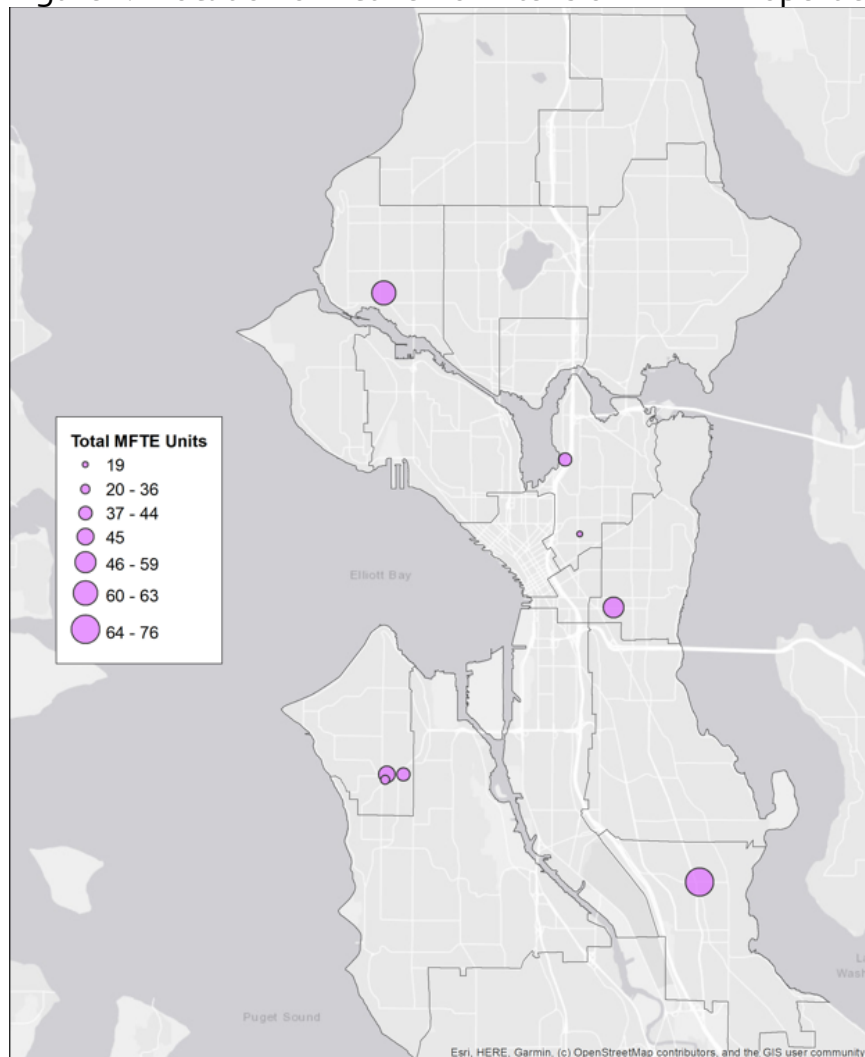 Total MFTE Units
19
20 - 36
37 - 44
45
46 - 59
60 - 63
64 - 76
Elliott Bay
Puget Sound
Esri, HERE, Garmin, (c) OpenStreetMap contributors, and the GIS user community